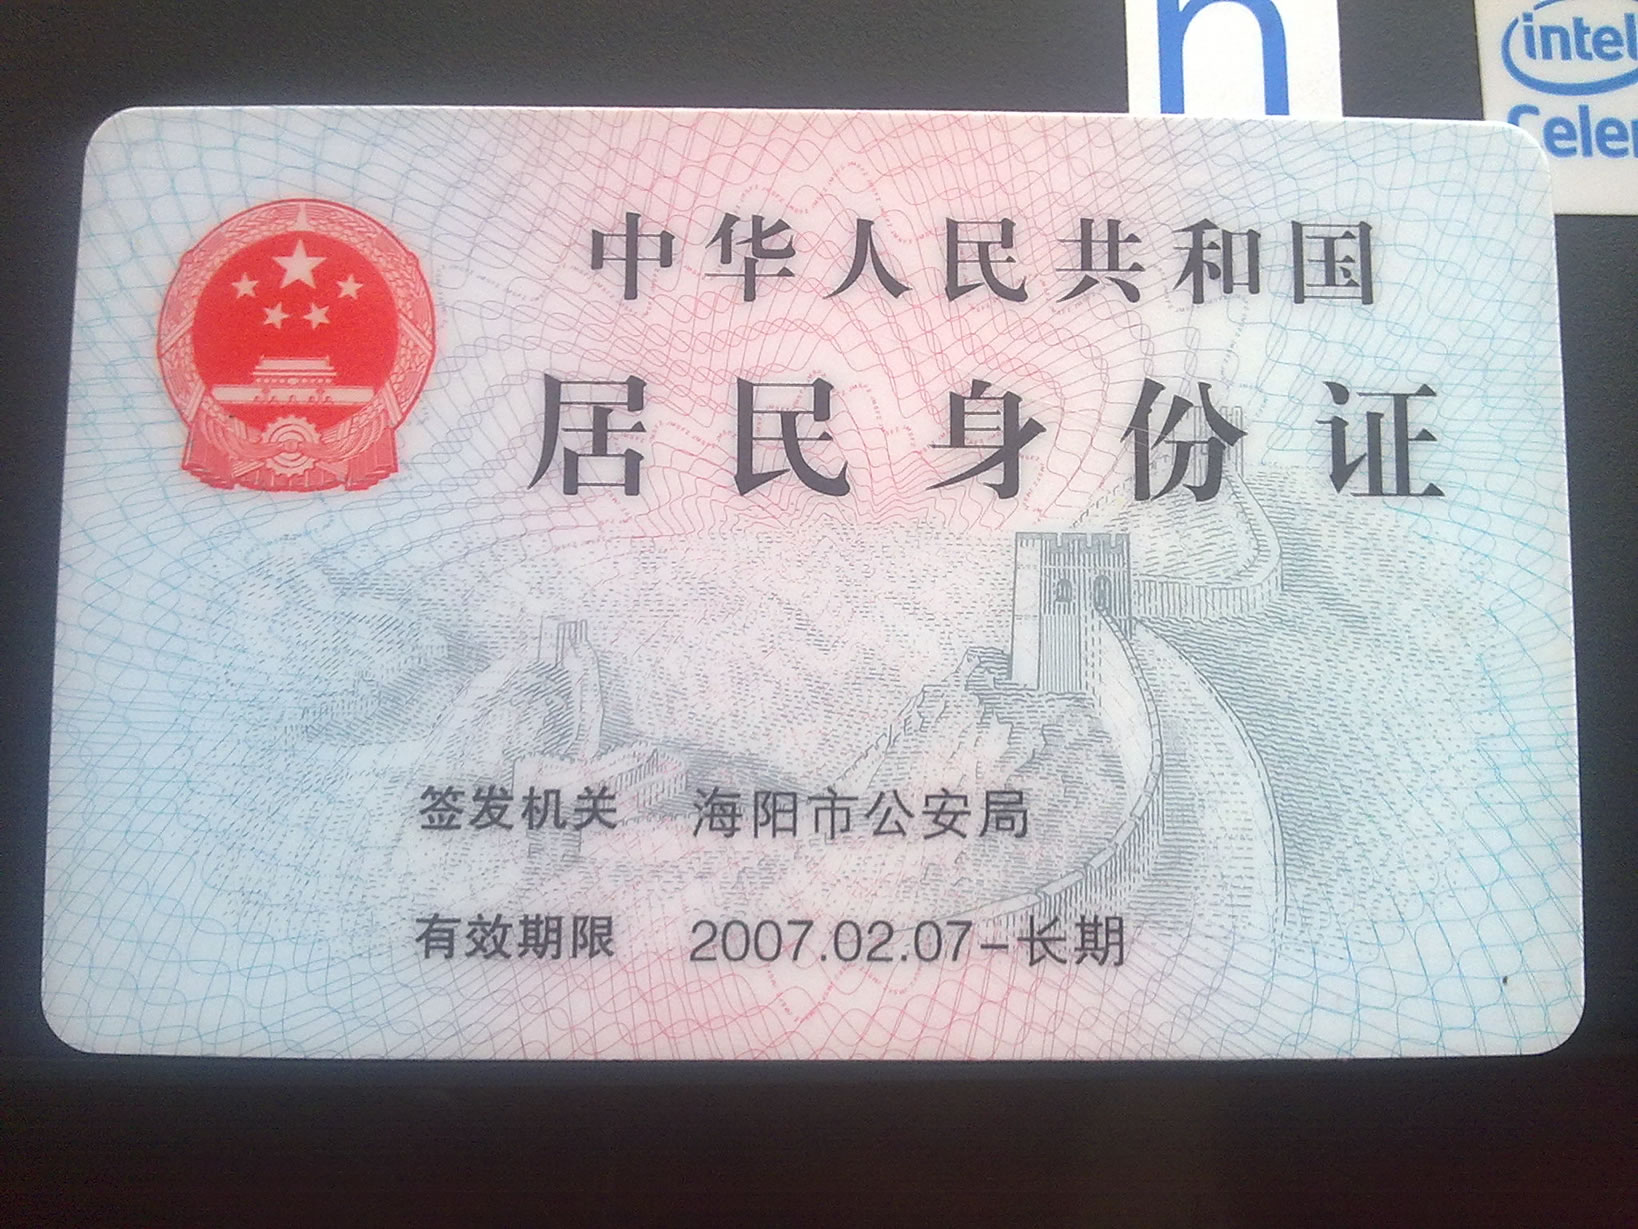 n
intel
Celer
中华人民共和国
居民身份证
签发机关 海阳市公安局
有效期限 2007.02.07-长期